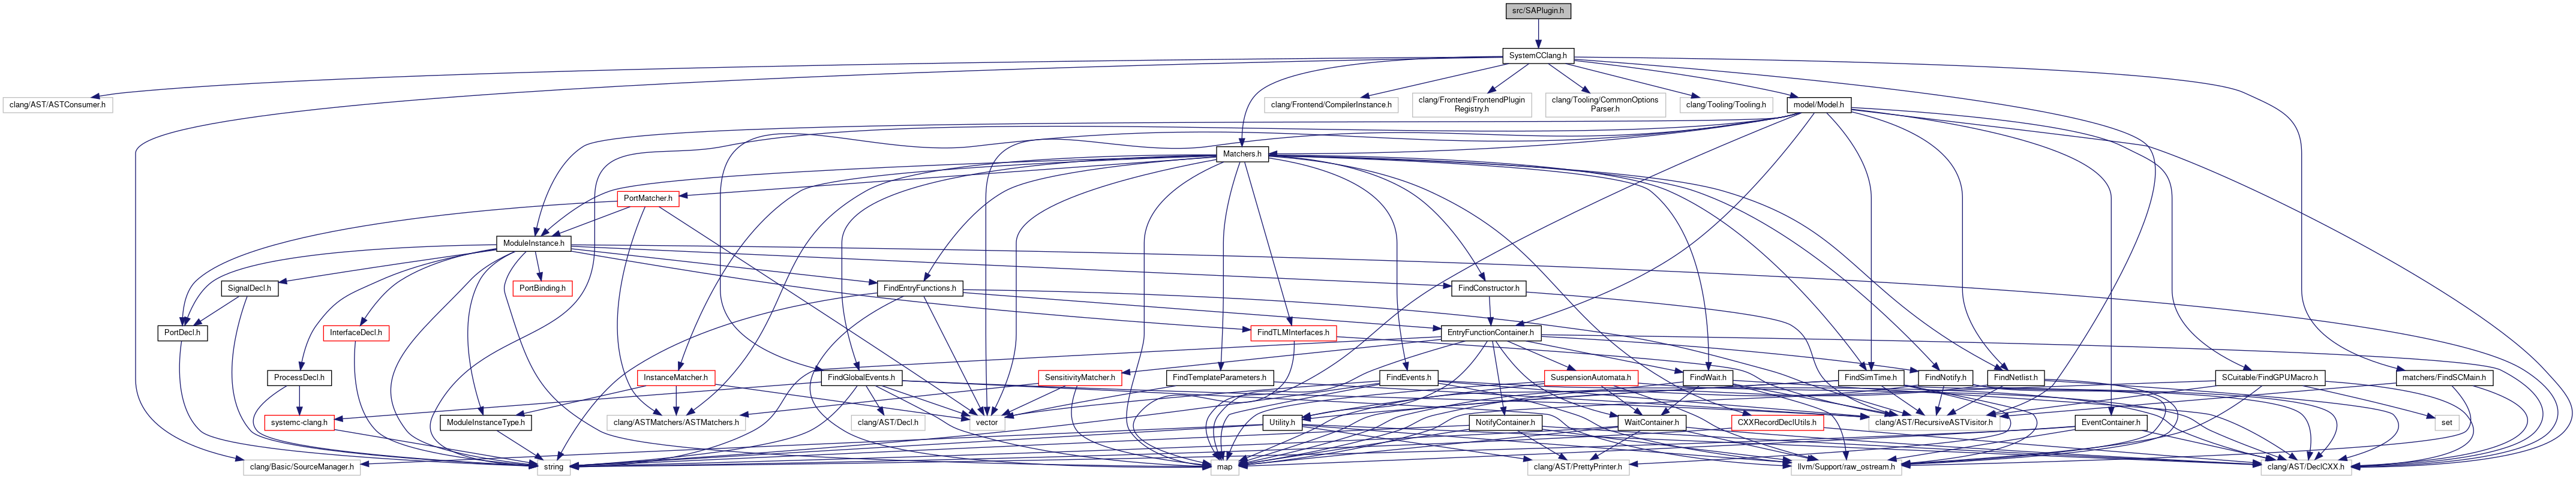 src/SAPlugin.h
SystemCClang.h
clang/AST/ASTConsumer.h
clang/Frontend/CompilerInstance.h
clang/Frontend/FrontendPlugin
Registry.h
clang/Tooling/CommonOptions
Parser.h
clang/Tooling/Tooling.h
model/Model.h
Matchers.h
PortMatcher.h
ModuleInstance.h
SignalDecl.h
PortBinding.h
FindEntryFunctions.h
FindConstructor.h
PortDecl.h
InterfaceDecl.h
FindTLMInterfaces.h
EntryFunctionContainer.h
ProcessDecl.h
InstanceMatcher.h
FindGlobalEvents.h
SensitivityMatcher.h
FindTemplateParameters.h
FindEvents.h
SuspensionAutomata.h
FindWait.h
FindSimTime.h
FindNotify.h
FindNetlist.h
SCuitable/FindGPUMacro.h
matchers/FindSCMain.h
systemc-clang.h
ModuleInstanceType.h
clang/ASTMatchers/ASTMatchers.h
clang/AST/Decl.h
vector
Utility.h
NotifyContainer.h
WaitContainer.h
CXXRecordDeclUtils.h
clang/AST/RecursiveASTVisitor.h
EventContainer.h
set
clang/Basic/SourceManager.h
string
map
clang/AST/PrettyPrinter.h
llvm/Support/raw_ostream.h
clang/AST/DeclCXX.h